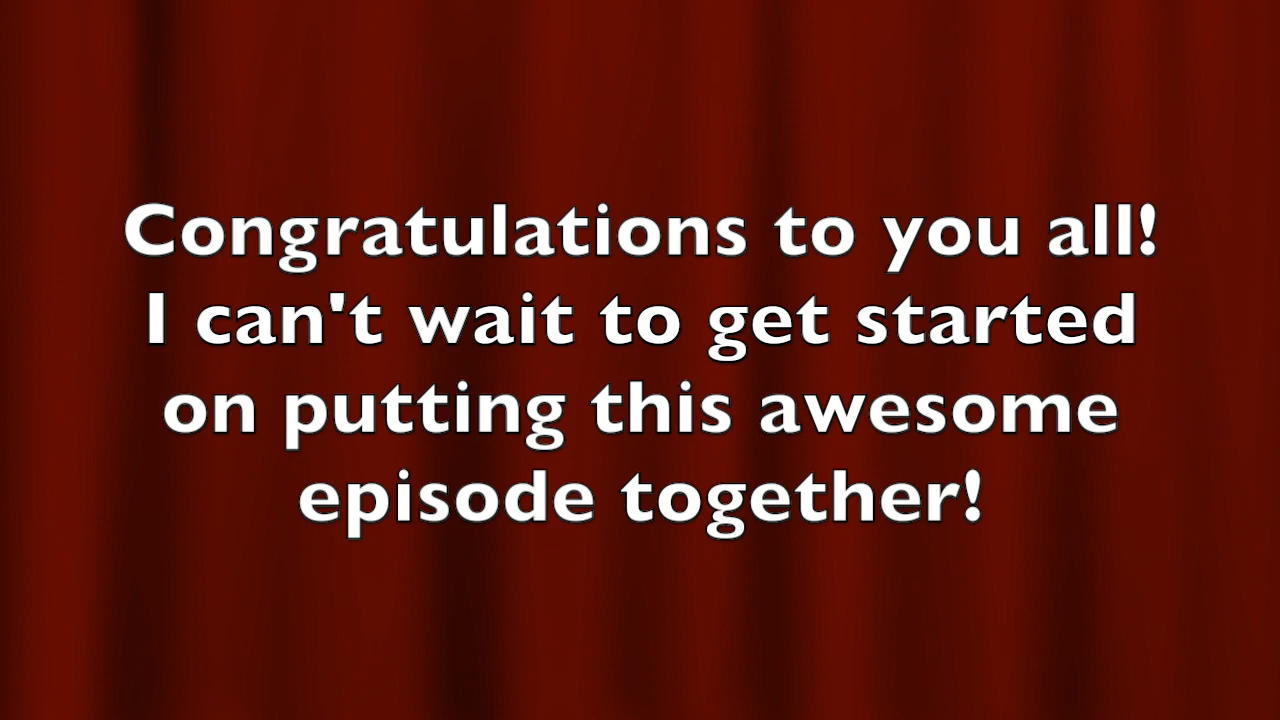 Congratulations to you all!
I can't wait to get started
on putting this awesome
episode together!